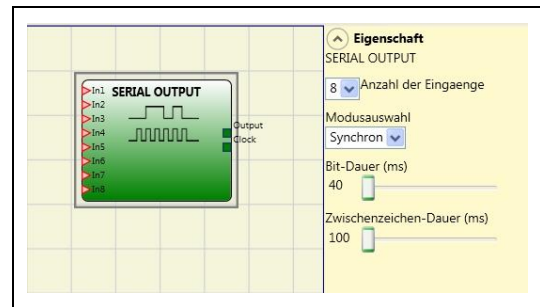 SERIAL OUTPUT
In1
In2
In3
In4
In5
In6
In7
In8
Output
Clock
Eigenschaft
SERIAL OUTPUT
8 Anzahl der Eingaenge
Modusauswahl
Synchron
Bit-Dauer (ms)
40
Zwischenzeichen-Dauer (ms)
100